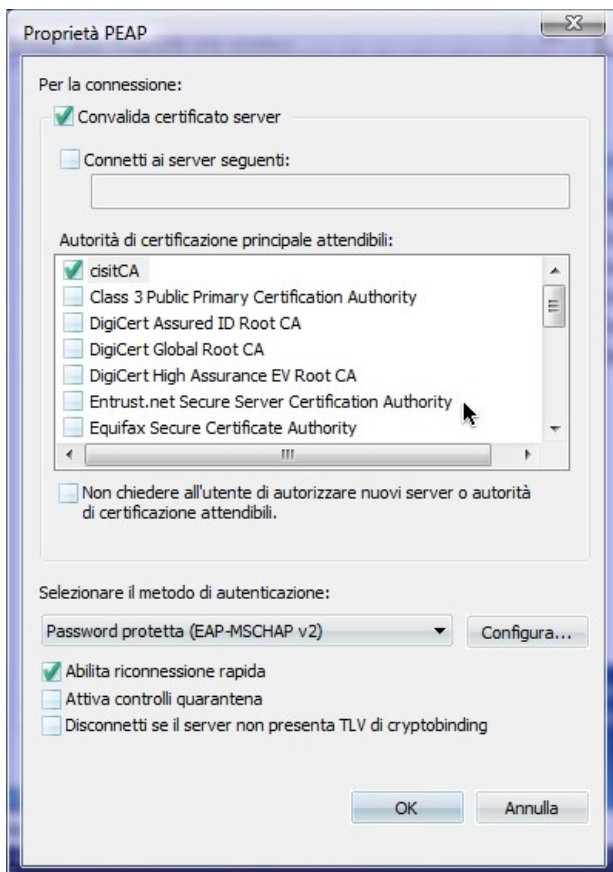 Proprietà PEAP
Per la connessione:
Convalida certificato server
Connetti ai server seguenti:
Autorità di certificazione principale attendibili:
cisitCA
Class 3 Public Primary Certification Authority
DigiCert Assured ID Root CA
DigiCert Global Root CA
DigiCert High Assurance EV Root CA
Entrust.net Secure Server Certification Authority
Equifax Secure Certificate Authority
Non chiedere all'utente di autorizzare nuovi server o autorità
di certificazione attendibili.
Selezionare il metodo di autenticazione:
Password protetta (EAP-MSCHAP v2)
Configura...
Abilita riconnessione rapida
Attiva controlli quarantena
Disconnetti se il server non presenta TLV di cryptobinding
OK
Annulla